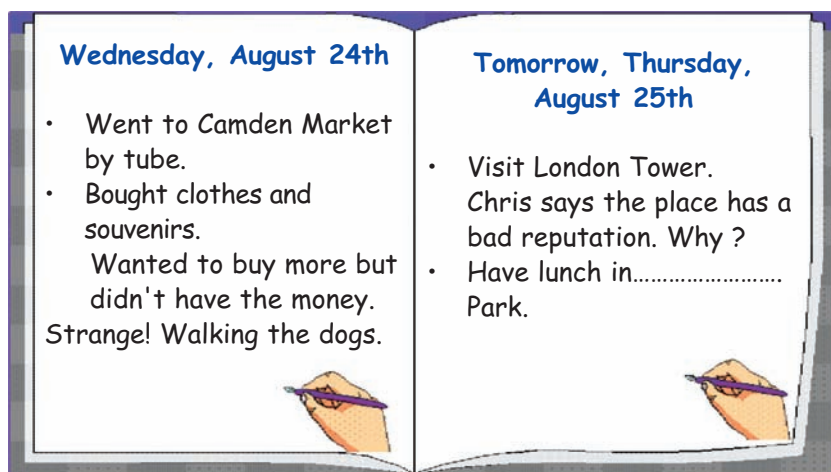 Wednesday, August 24th
• Went to Camden Market
by tube.
• Bought clothes and
souvenirs.
Wanted to buy more but
didn't have the money.
Strange! Walking the dogs.
Tomorrow, Thursday,
August 25th
• Visit London Tower.
Chris says the place has a
bad reputation. Why ?
• Have lunch in…………………….
Park.